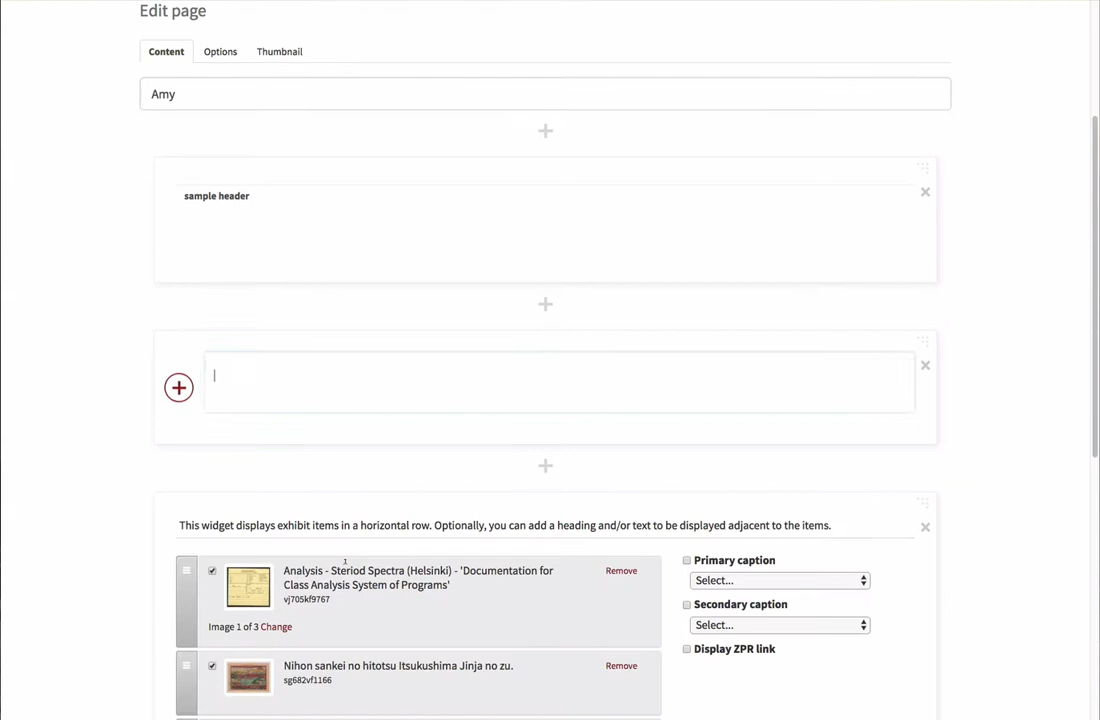 Edit page
Content Options Thumbnail
Amy
sample header
This widget displays exhibit items in a horizontal row. Optionally, you can add a heading and/or text to be displayed adjacent to the items.
Analysis - Steriod Spectra (Helsinki) - 'Documentation for
Class Analysis System of Programs'
vj705kf9767
Remove
Image 1 of 3 Change
Nihon sankei no hitotsu Itsukushima Jinja no zu.
sg682vf1166
Remove
Primary caption
Select...
Secondary caption
Select...
Display ZPR link